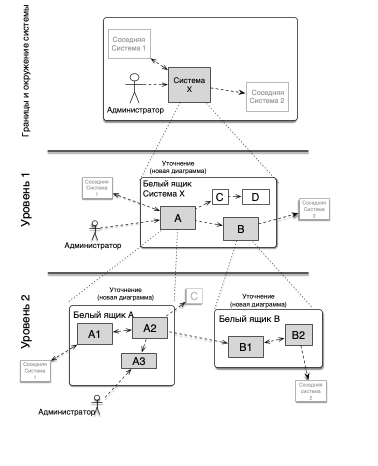 Границы и окружение системы
Соседняя
Система 1
Система
X
Соседняя
Система 2
Администратор
Уровень 1
Уточнение
(новая диаграмма)
Белый ящик
Система X
Соседняя
Система
1
C
D
A
B
Соседняя
Система
2
Администратор
Уровень 2
Уточнение
(новая диаграмма)
Белый ящик A
C
A1
A2
A3
Соседняя
Система
1
Администратор
Уточнение
(новая диаграмма)
Белый ящик B
B1
B2
Соседняя
система
2